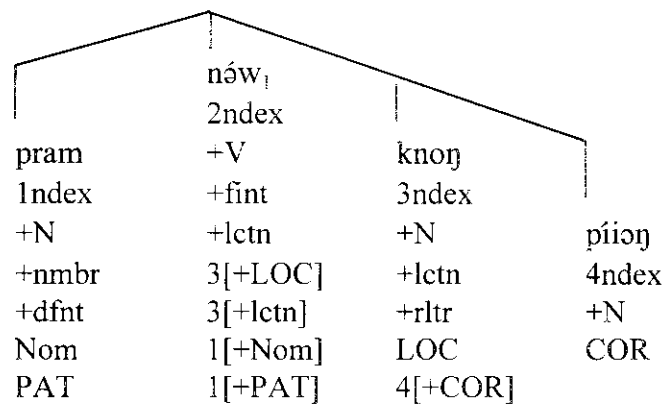 pram
1ndex
+N
+nmbr
+dfnt
Nom
PAT
nə́w₁
2ndex
+V
+fint
+lctn
3[+LOC]
3[+lctn]
1[+Nom]
1[+PAT]
knoŋ
3ndex
+N
+lctn
+rltr
LOC
4[+COR]
píiɔŋ
4ndex
+N
COR